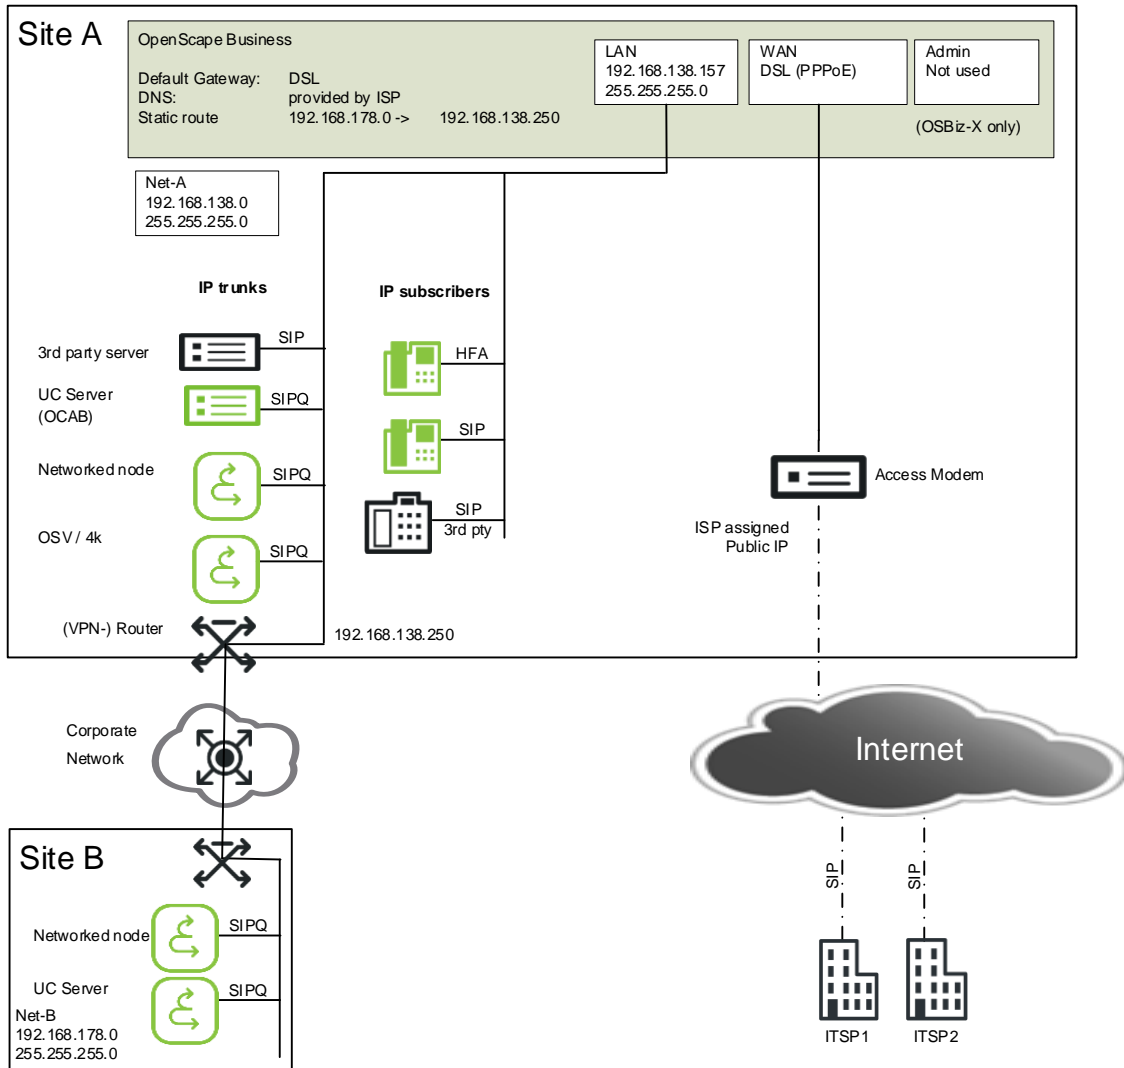 Site A
OpenScape Business
Default Gateway: DSL
DNS: provided by ISP
Static route 192.168.178.0 -> 192.168.138.250
LAN
192.168.138.157
255.255.255.0
WAN
DSL (PPPoE)
Admin
Not used
(OSBiz-X only)
Net-A
192.168.138.0
255.255.255.0
IP trunks
3rd party server
SIP
UC Server
(OCAB)
SIPQ
Networked node
SIPQ
OSV / 4k
SIPQ
(VPN-) Router
192.168.138.250
IP subscribers
HFA
SIP
SIP
3rd pty
Access Modem
ISP assigned
Public IP
Corporate
Network
Internet
SIP
SIP
ITSP1
ITSP2
Site B
Networked node
SIPQ
UC Server
SIPQ
Net-B
192.168.178.0
255.255.255.0